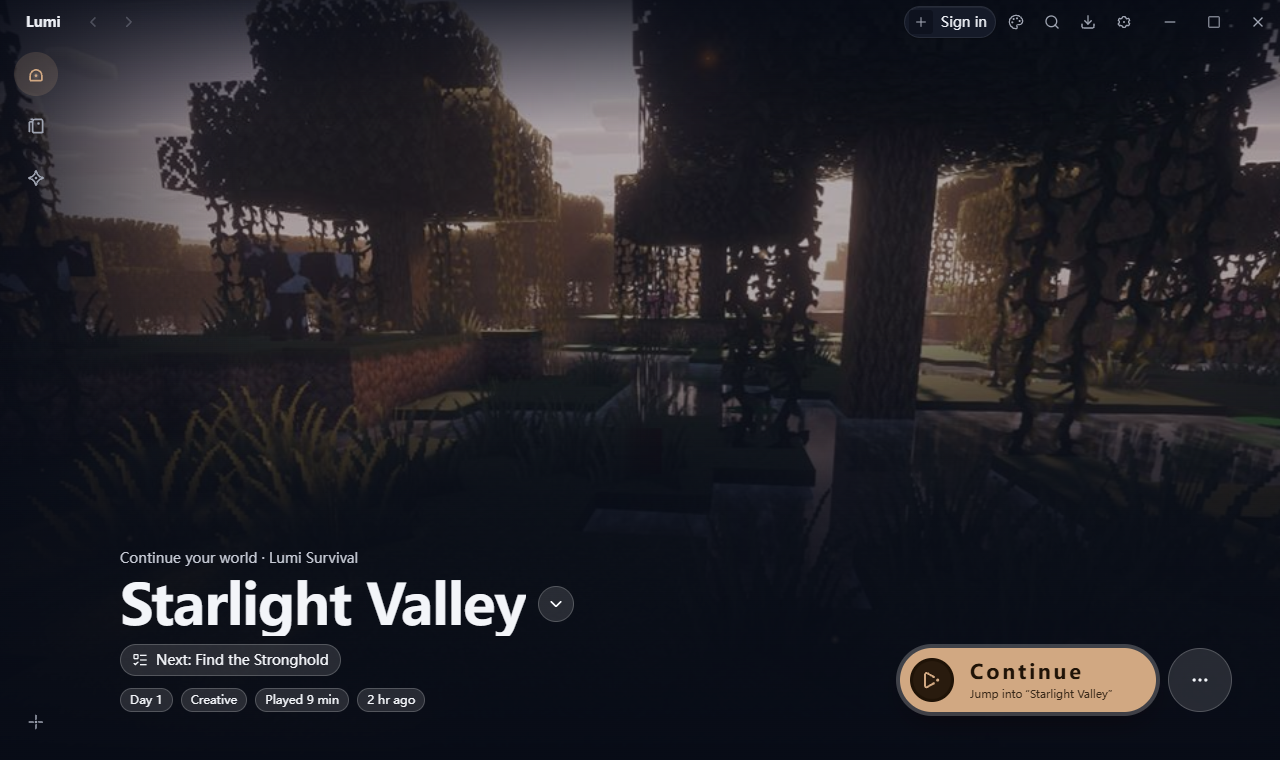 Lumi
Sign in
Continue your world · Lumi Survival
Starlight Valley
Next: Find the Stronghold
Day 1
Creative
Played 9 min
2 hr ago
Continue
Jump into “Starlight Valley”